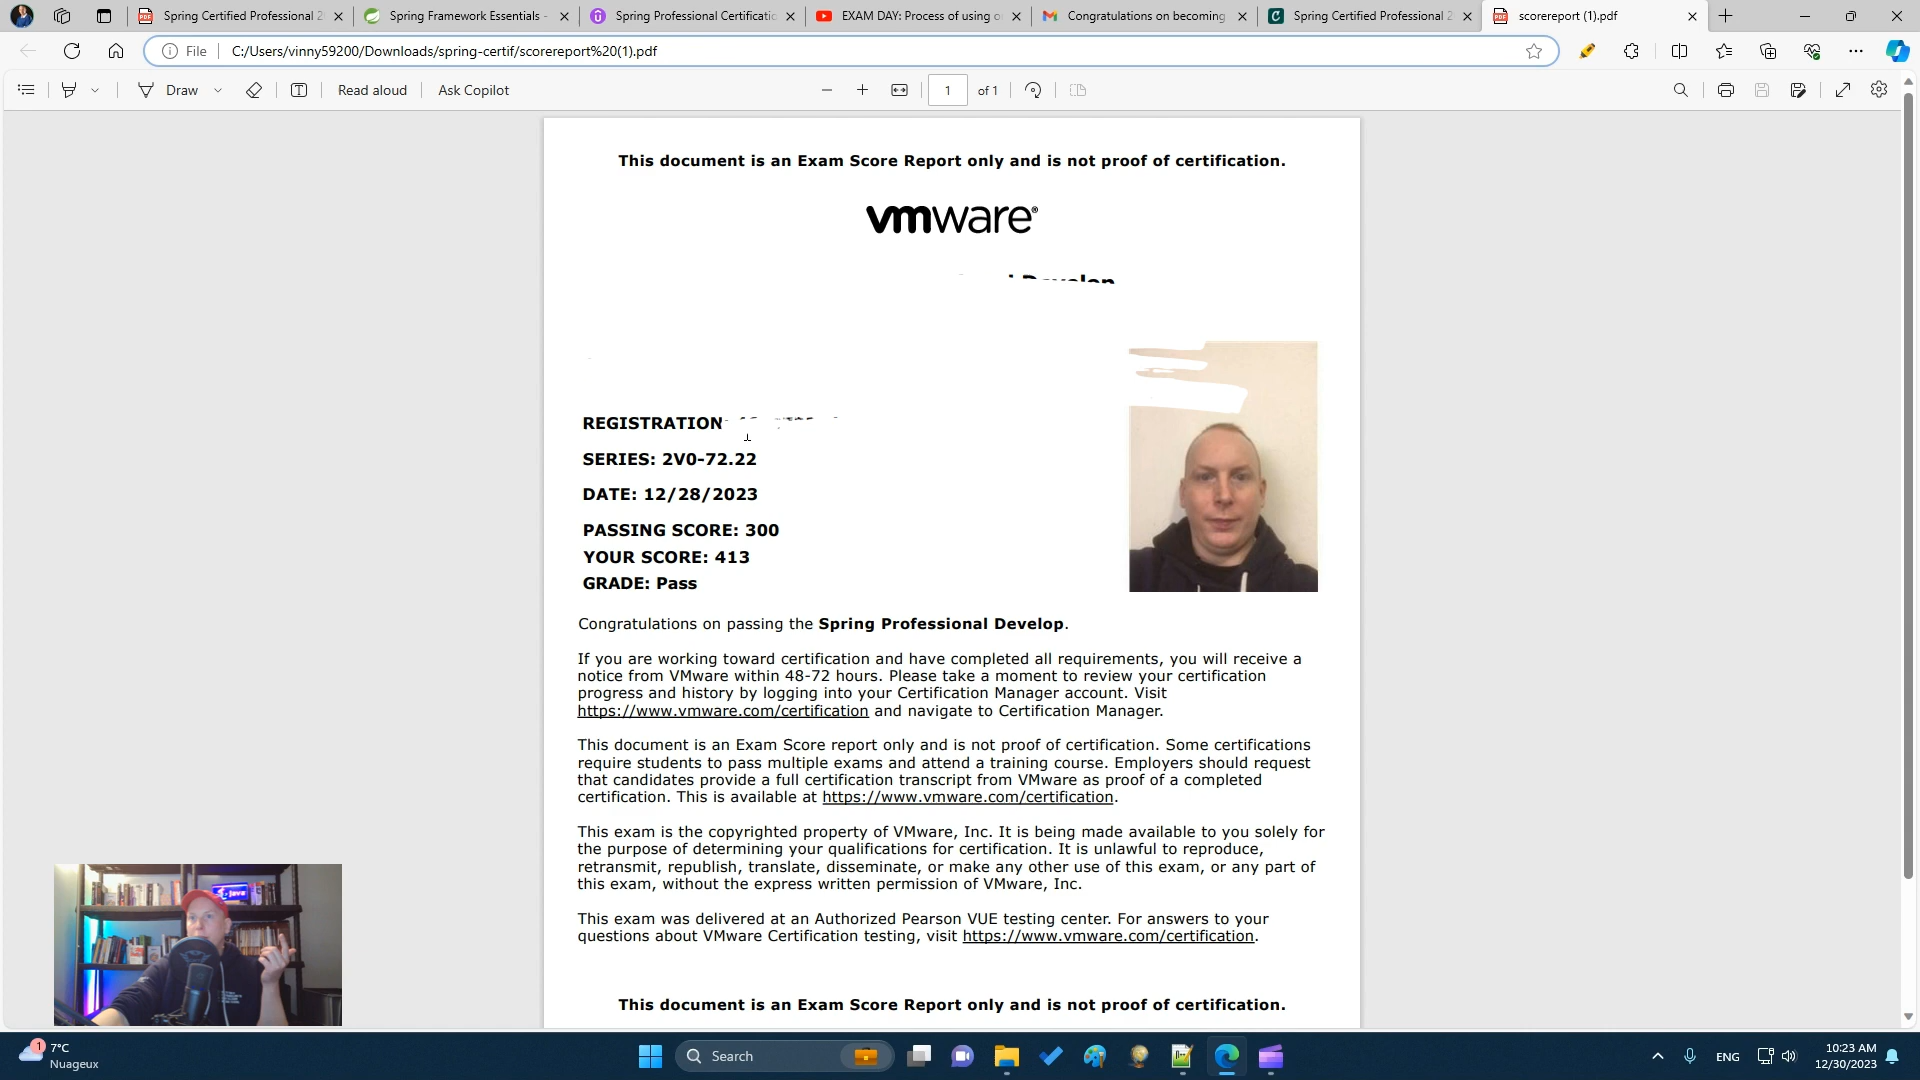 Spring Certified Professional 2
Spring Framework Essentials -
Spring Professional Certificatio
EXAM DAY: Process of using o
Congratulations on becoming
Spring Certified Professional 2
scorereport (1).pdf
File
C:/Users/vinny59200/Downloads/spring-certif/scorereport%20(1).pdf
Draw
Read aloud
Ask Copilot
1
of 1
This document is an Exam Score Report only and is not proof of certification.
vmware®
Develop
REGISTRATION:
SERIES: 2V0-72.22
DATE: 12/28/2023
PASSING SCORE: 300
YOUR SCORE: 413
GRADE: Pass
Congratulations on passing the Spring Professional Develop.
If you are working toward certification and have completed all requirements, you will receive a
notice from VMware within 48-72 hours. Please take a moment to review your certification
progress and history by logging into your Certification Manager account. Visit
https://www.vmware.com/certification and navigate to Certification Manager.
This document is an Exam Score report only and is not proof of certification. Some certifications
require students to pass multiple exams and attend a training course. Employers should request
that candidates provide a full certification transcript from VMware as proof of a completed
certification. This is available at https://www.vmware.com/certification.
This exam is the copyrighted property of VMware, Inc. It is being made available to you solely for
the purpose of determining your qualifications for certification. It is unlawful to reproduce,
retransmit, republish, translate, disseminate, or make any other use of this exam, or any part of
this exam, without the express written permission of VMware, Inc.
This exam was delivered at an Authorized Pearson VUE testing center. For answers to your
questions about VMware Certification testing, visit https://www.vmware.com/certification.
This document is an Exam Score Report only and is not proof of certification.
Java
1
7°C
Nuageux
Search
ENG
10:23 AM
12/30/2023